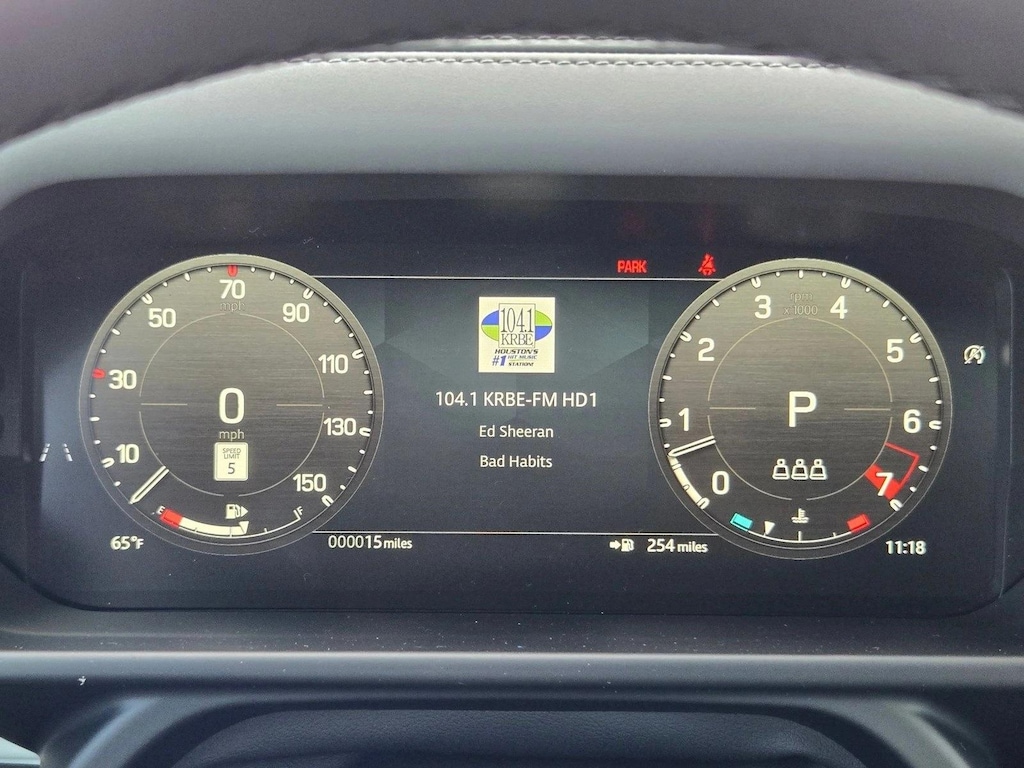 PARK
10
30
50
70
mph
90
110
130
150
0
mph
SPEED
LIMIT
5
E
F
104.1
KRBE
HOUSTON'S
#1 HIT MUSIC
STATION!
104.1 KRBE-FM HD1
Ed Sheeran
Bad Habits
0
1
2
3
4
5
6
7
rpm
x 1000
P
65°F
000015 miles
254 miles
11:18